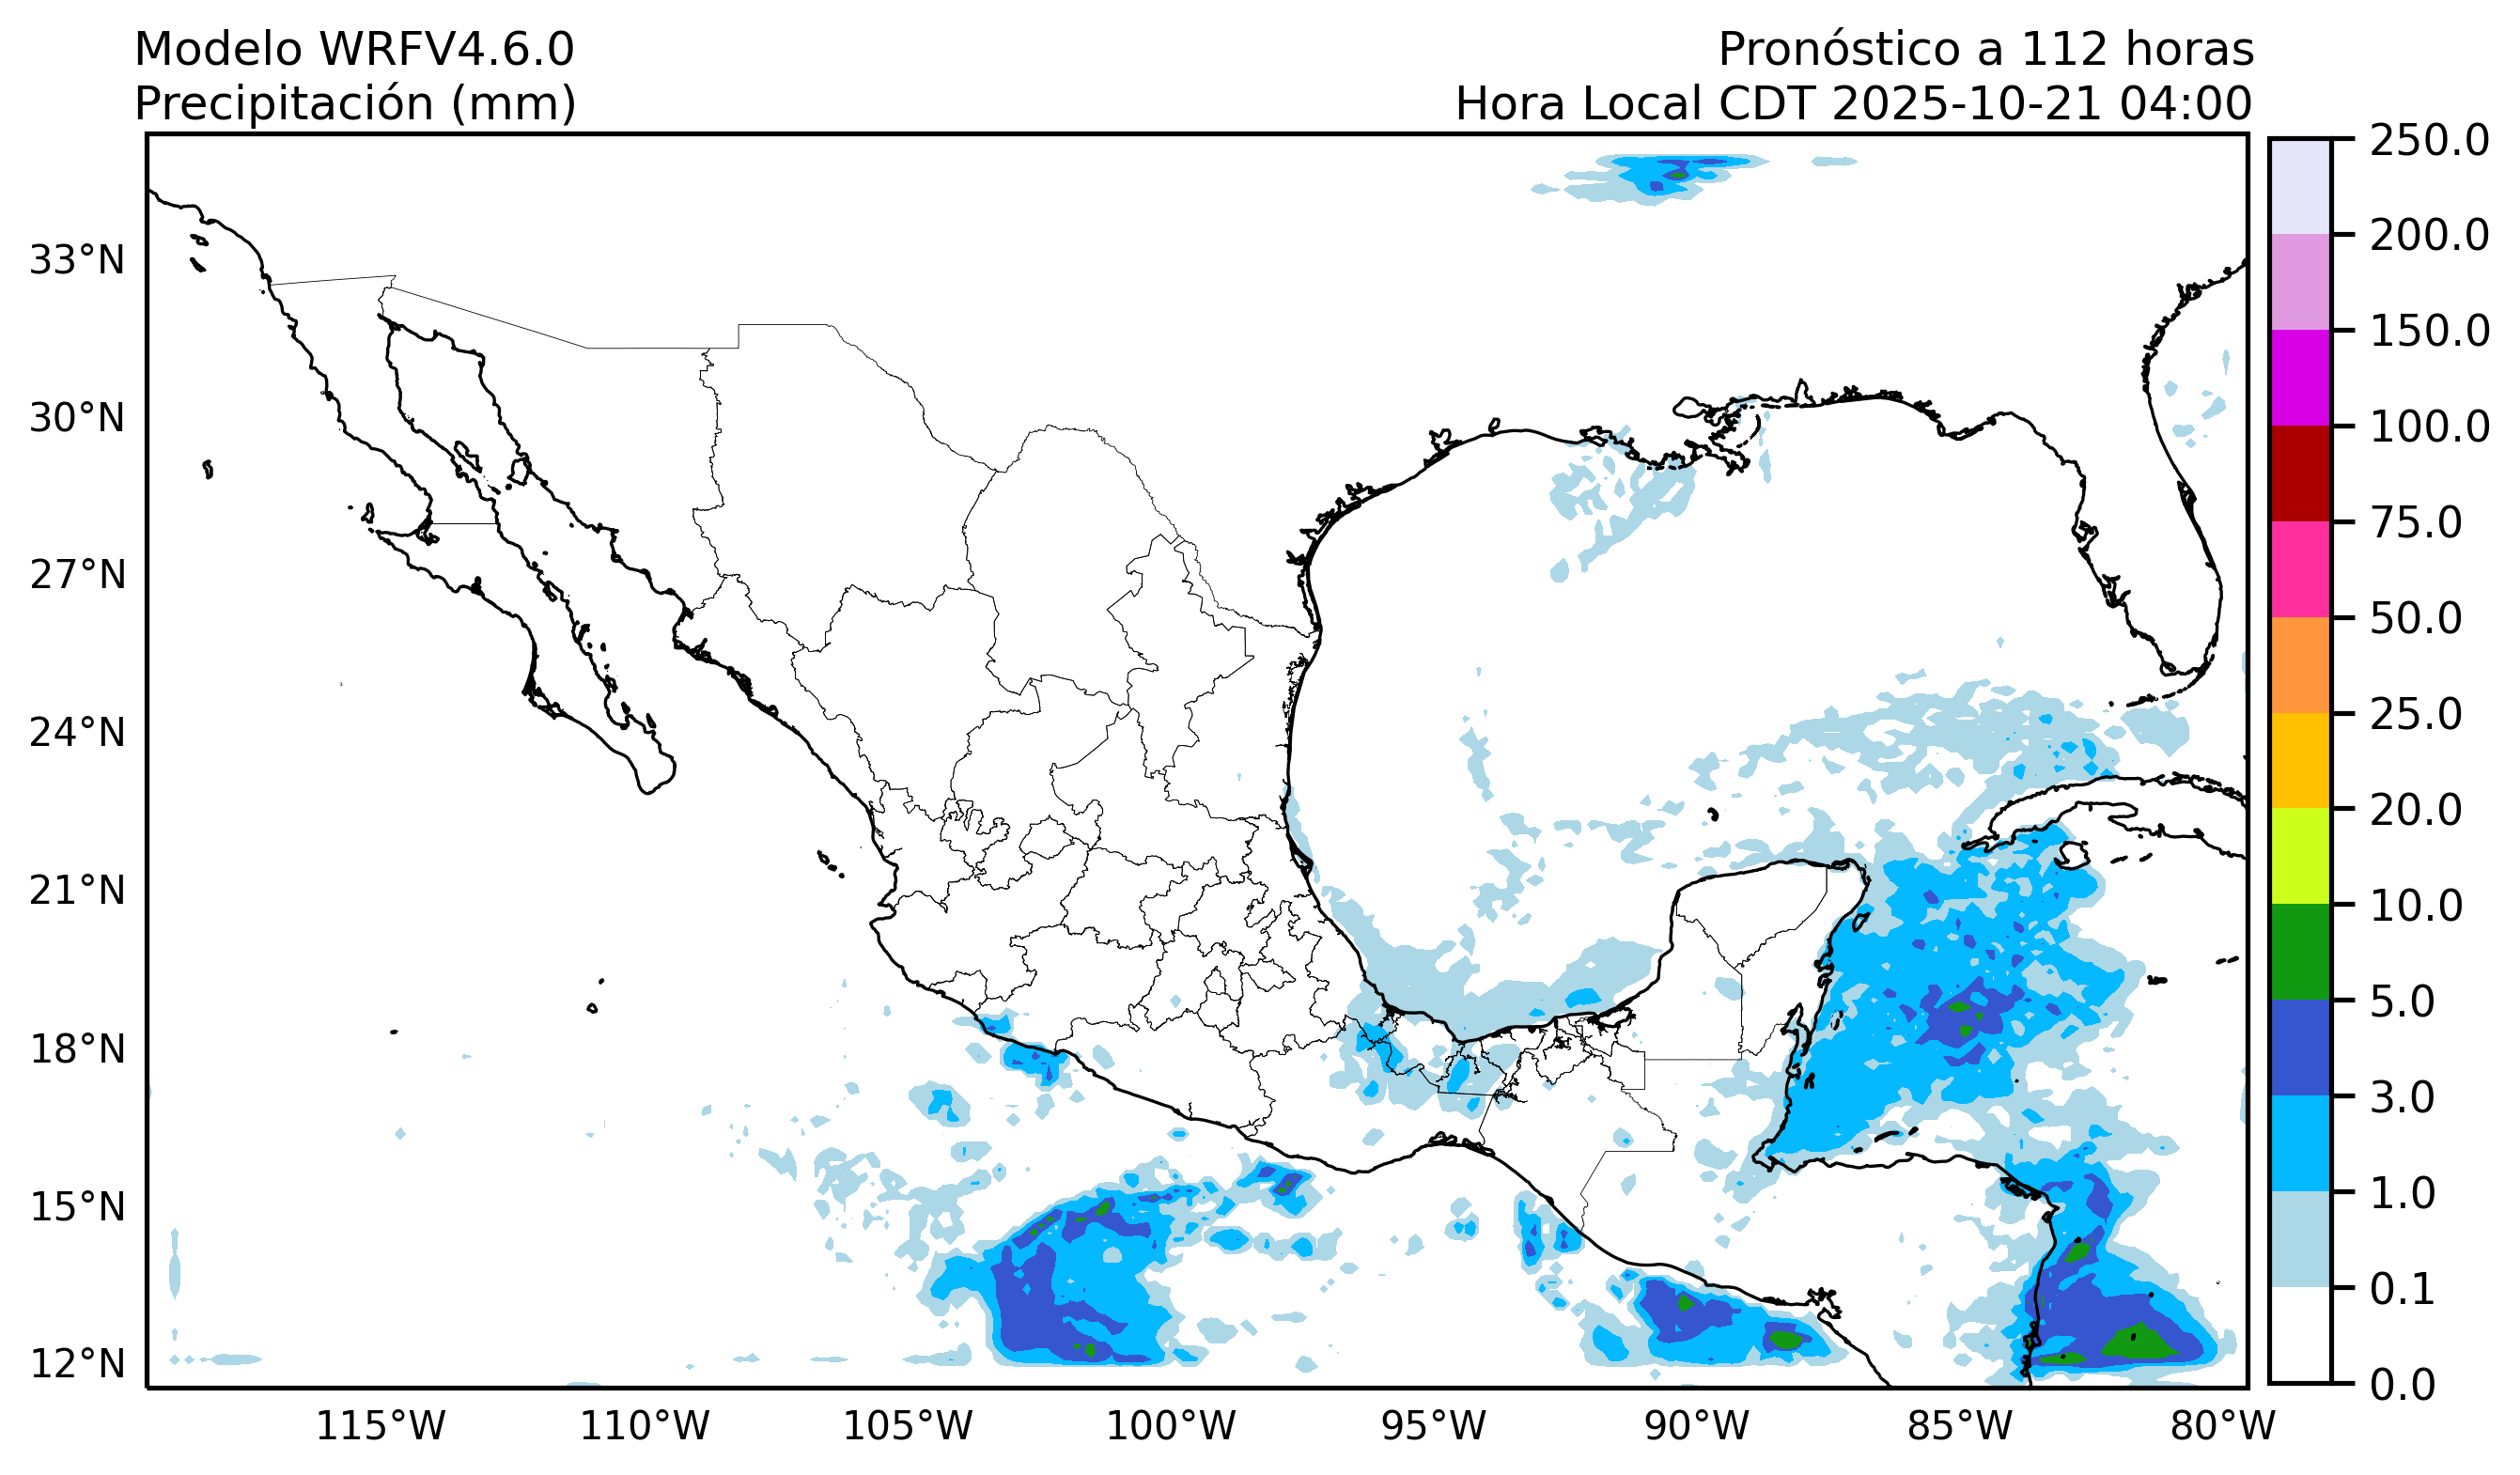 Modelo WRFV4.6.0
Precipitación (mm)
Pronóstico a 112 horas
Hora Local CDT 2025-10-21 04:00
33°N
30°N
27°N
24°N
21°N
18°N
15°N
12°N
115°W
110°W
105°W
100°W
95°W
90°W
85°W
80°W
250.0
200.0
150.0
100.0
75.0
50.0
25.0
20.0
10.0
5.0
3.0
1.0
0.1
0.0